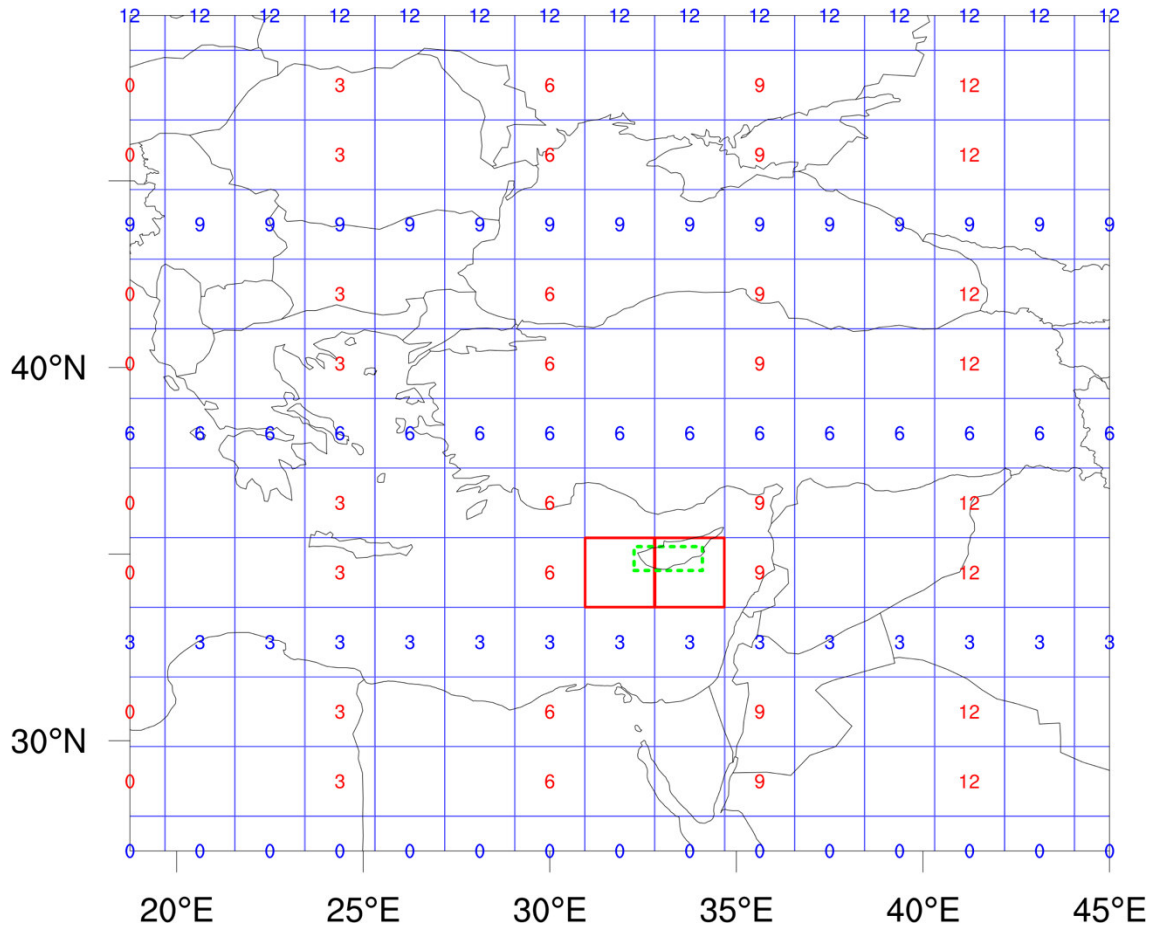 12 12 12 12 12 12 12 12 12 12 12 12 12 12 12
0 3 6 9 12
0 3 6 9 12
9 9 9 9 9 9 9 9 9 9 9 9 9 9 9
0 3 6 9 12
0 3 6 9 12
40°N
6 6 6 6 6 6 6 6 6 6 6 6 6 6 6
0 3 6 9 12
0 3 6 9 12
3 3 3 3 3 3 3 3 3 3 3 3 3 3 3
0 3 6 9 12
30°N
0 3 6 9 12
0 0 0 0 0 0 0 0 0 0 0 0 0 0 0
20°E 25°E 30°E 35°E 40°E 45°E